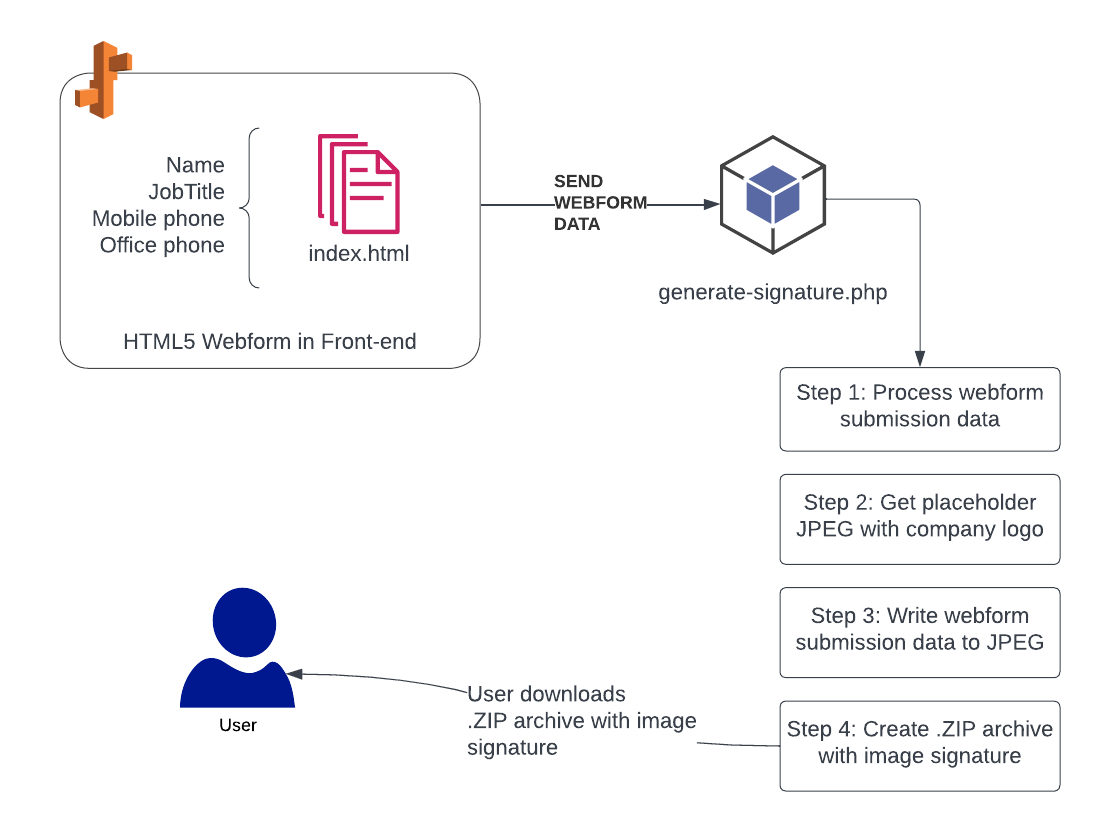 Name
JobTitle
Mobile phone
Office phone
index.html
HTML5 Webform in Front-end
SEND
WEBFORM
DATA
generate-signature.php
Step 1: Process webform
submission data
Step 2: Get placeholder
JPEG with company logo
Step 3: Write webform
submission data to JPEG
Step 4: Create .ZIP archive
with image signature
User downloads
.ZIP archive with image
signature
User